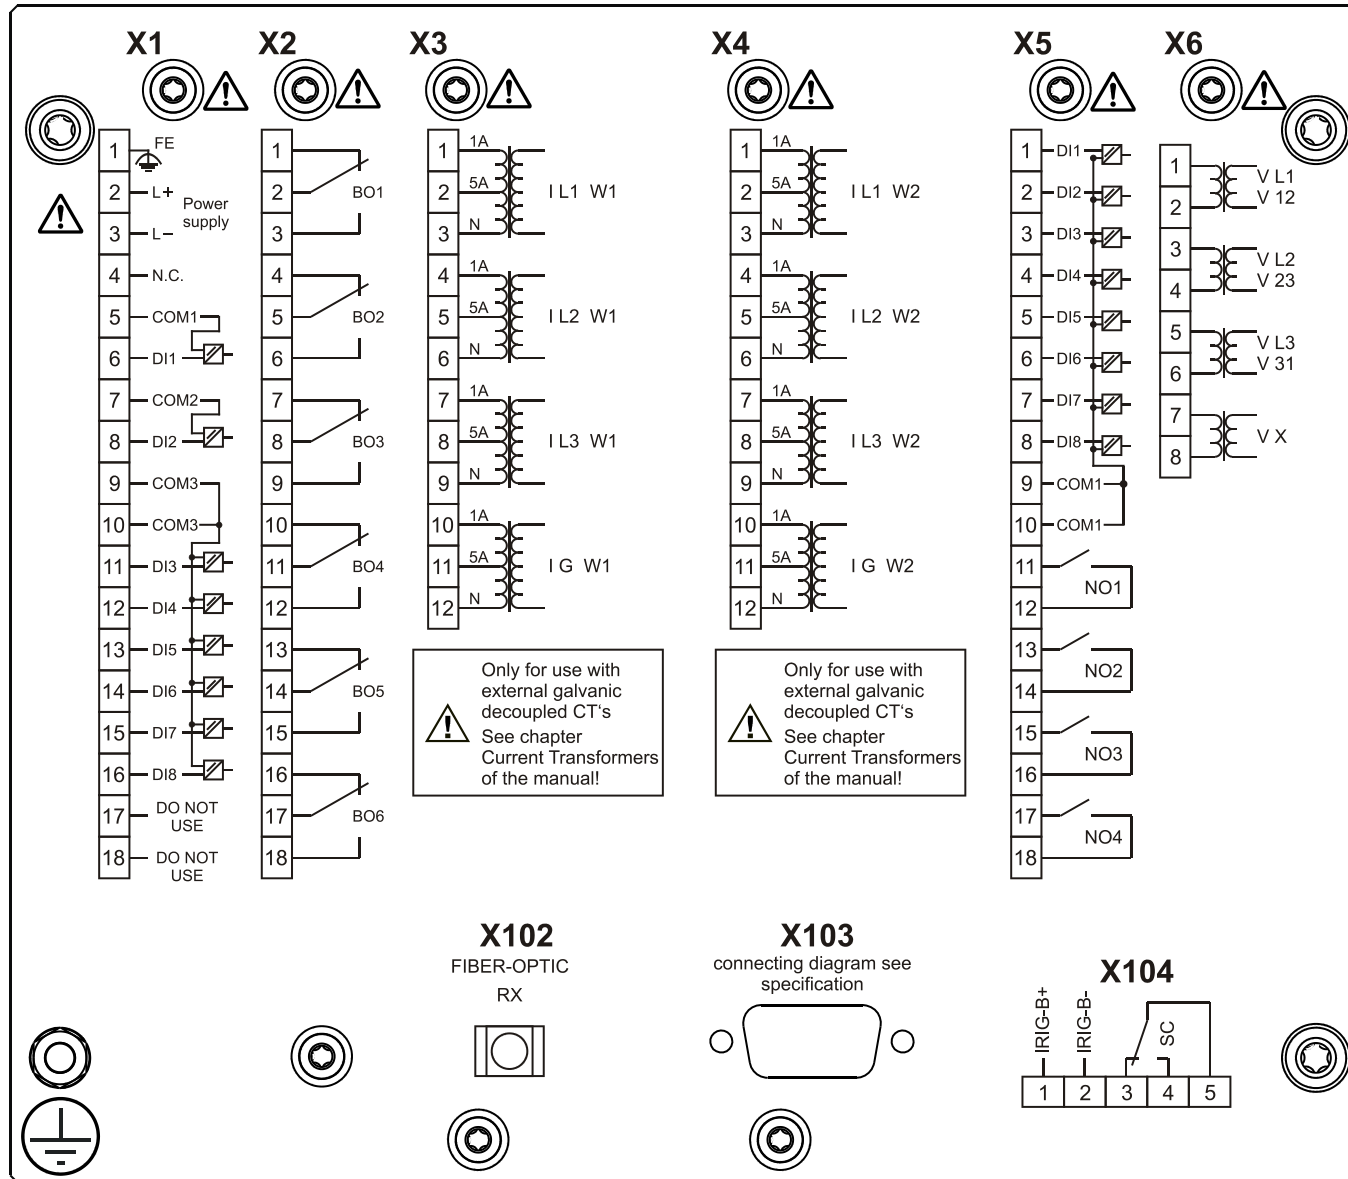 X1
1
FE
2
L+
Power
supply
3
L−
4
N.C.
5
COM1
6
DI1
7
COM2
8
DI2
9
COM3
10
COM3
11
DI3
12
DI4
13
DI5
14
DI6
15
DI7
16
DI8
17
DO NOT
USE
18
DO NOT
USE
X2
1
2
BO1
3
4
5
BO2
6
7
8
BO3
9
10
11
BO4
12
13
14
BO5
15
16
17
BO6
18
X3
1
1A
2
5A
I L1 W1
3
N
4
1A
5
5A
I L2 W1
6
N
7
1A
8
5A
I L3 W1
9
N
10
1A
11
5A
I G W1
12
N
Only for use with
external galvanic
decoupled CT's
See chapter
Current Transformers
of the manual!
X4
1
1A
2
5A
I L1 W2
3
N
4
1A
5
5A
I L2 W2
6
N
7
1A
8
5A
I L3 W2
9
N
10
1A
11
5A
I G W2
12
N
Only for use with
external galvanic
decoupled CT's
See chapter
Current Transformers
of the manual!
X5
1
DI1
2
DI2
3
DI3
4
DI4
5
DI5
6
DI6
7
DI7
8
DI8
9
COM1
10
COM1
11
NO1
12
13
NO2
14
15
NO3
16
17
NO4
18
X6
1
V L1
V 12
2
3
V L2
V 23
4
5
V L3
V 31
6
7
V X
8
X102
FIBER-OPTIC
RX
X103
connecting diagram see
specification
X104
IRIG-B+
IRIG-B-
SC
1 2 3 4 5